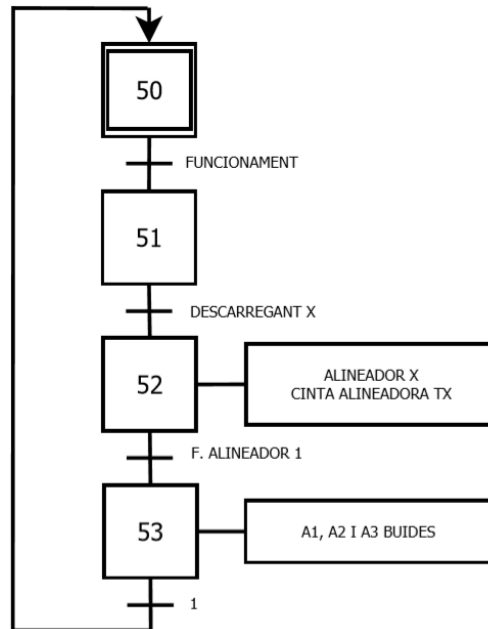 50
FUNCIONAMENT
51
DESCARREGANT X
52
ALINEADOR X
CINTA ALINEADORA TX
F. ALINEADOR 1
53
A1, A2 I A3 BUIDES
1